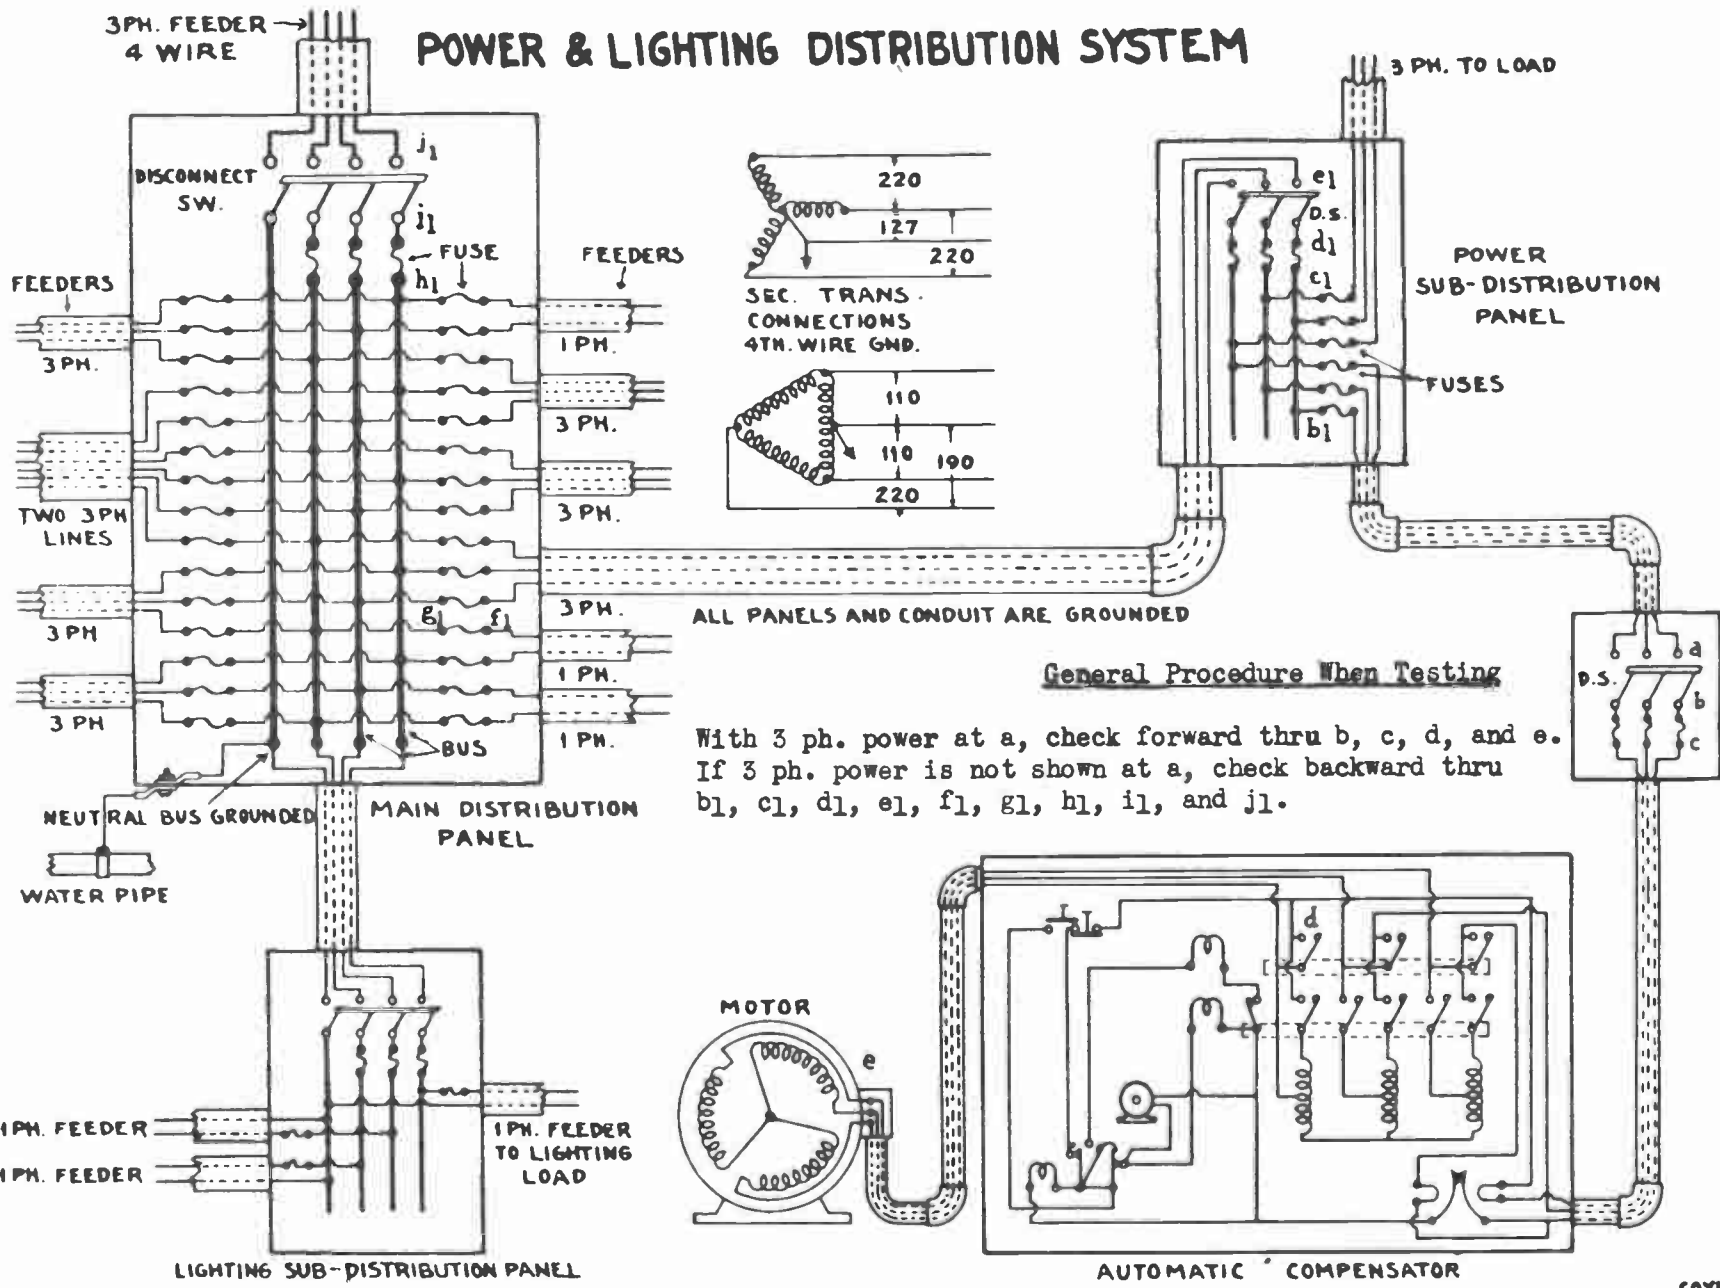 3PH. FEEDER
4 WIRE
POWER & LIGHTING DISTRIBUTION SYSTEM
3 PH. TO LOAD
DISCONNECT
SW.
j1
j1
FUSE
h1
FEEDERS
3 PH.
TWO 3 PH
LINES
3 PH
3 PH
FEEDERS
1 PH.
3 PH.
3 PH.
3 PH.
g1 f1
1 PH.
1 PH.
BUS
NEUTRAL BUS GROUNDED
WATER PIPE
MAIN DISTRIBUTION
PANEL
220
127
220
SEC. TRANS.
CONNECTIONS
4TH. WIRE GND.
110
110
190
220
e1
D.S.
d1
c1
b1
POWER
SUB-DISTRIBUTION
PANEL
FUSES
ALL PANELS AND CONDUIT ARE GROUNDED
General Procedure When Testing
With 3 ph. power at a, check forward thru b, c, d, and e.
If 3 ph. power is not shown at a, check backward thru
b1, c1, d1, e1, f1, g1, h1, i1, and j1.
D.S.
a
b
c
MOTOR
e
d
AUTOMATIC COMPENSATOR
1 PH. FEEDER
1 PH. FEEDER
1 PH. FEEDER
TO LIGHTING
LOAD
LIGHTING SUB-DISTRIBUTION PANEL